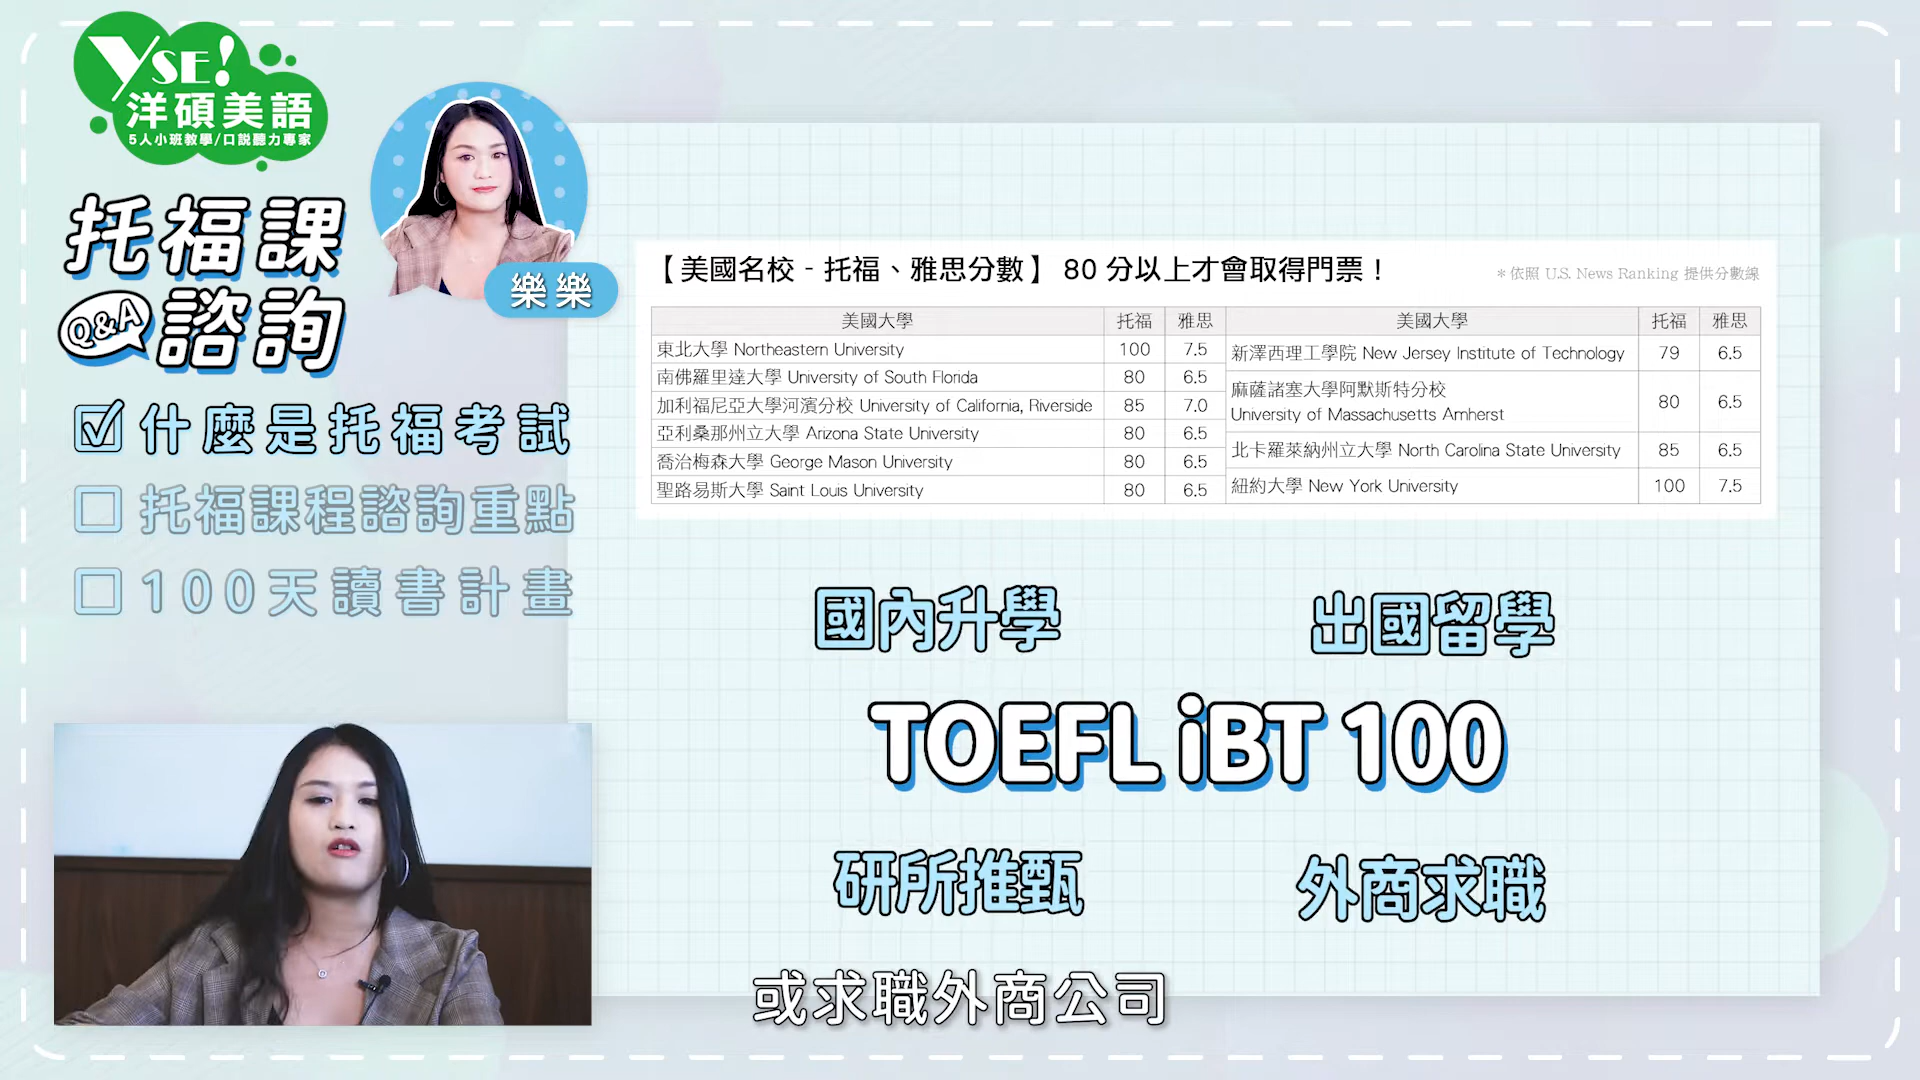 YSE!
洋碩美語
5人小班教學/口説聽力專家
托福課
Q&A 諮詢
樂樂
☑什麼是托福考試
☐托福課程諮詢重點
☐100天讀書計畫
【美國名校-托福、雅思分數】80 分以上才會取得門票！
＊依照 U.S. News Ranking 提供分數線
美國大學 托福 雅思
東北大學 Northeastern University 100 7.5
南佛羅里達大學 University of South Florida 80 6.5
加利福尼亞大學河濱分校 University of California, Riverside 85 7.0
亞利桑那州立大學 Arizona State University 80 6.5
喬治梅森大學 George Mason University 80 6.5
聖路易斯大學 Saint Louis University 80 6.5
美國大學 托福 雅思
新澤西理工學院 New Jersey Institute of Technology 79 6.5
麻薩諸塞大學阿默斯特分校
University of Massachusetts Amherst 80 6.5
北卡羅萊納州立大學 North Carolina State University 85 6.5
紐約大學 New York University 100 7.5
國內升學
出國留學
TOEFL iBT 100
研所推甄
外商求職
或求職外商公司